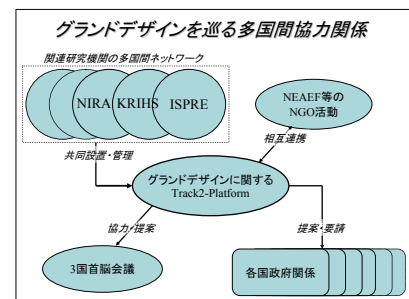 グランドデザインを巡る多国間協力関係
関連研究機関の多国間ネットワーク
NIRA
KRIHS
ISPRE
NEAEF等の
NGO活動
共同設置・管理
相互連携
グランドデザインに関する
Track2-Platform
協力・提案
提案・要請
3国首脳会議
各国政府関係